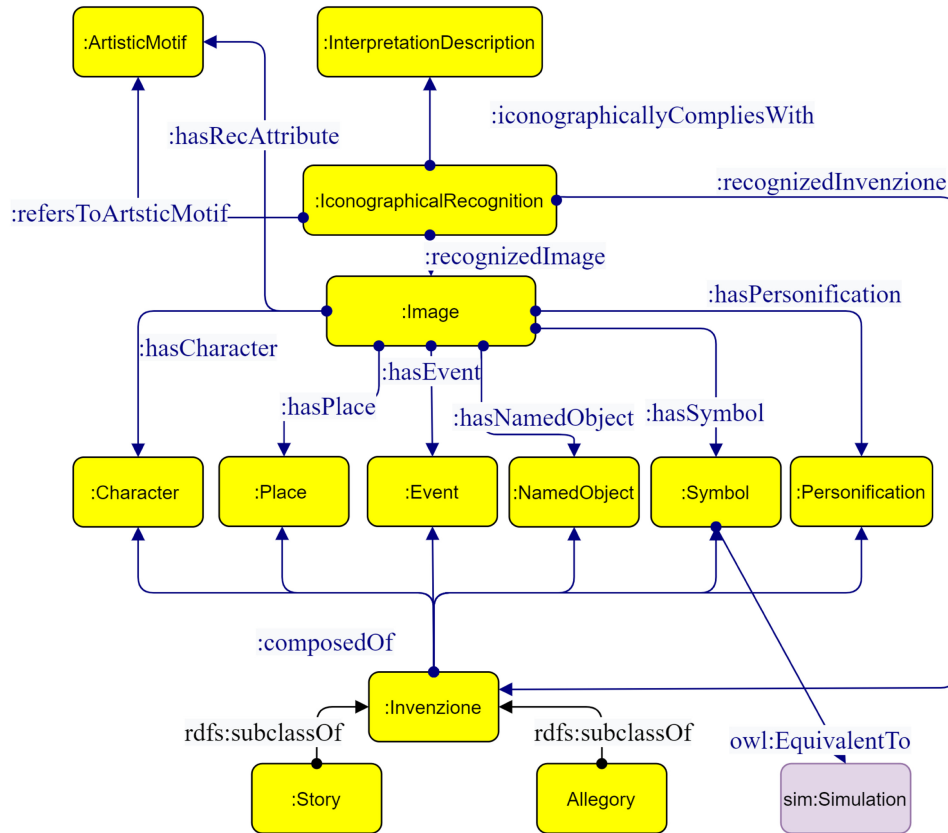 :ArtisticMotif
:InterpretationDescription
:iconographicallyCompliesWith
:hasRecAttribute
:recognizedInvenzione
:IconographicalRecognition
:refersToArtsticMotif
:recognizedImage
:hasPersonification
:Image
:hasCharacter
:hasEvent
:hasPlace
:hasNamedObject
:hasSymbol
:Character
:Place
:Event
:NamedObject
:Symbol
:Personification
:composedOf
:Invenzione
rdfs:subclassOf
rdfs:subclassOf
owl:EquivalentTo
:Story
Allegory
sim:Simulation